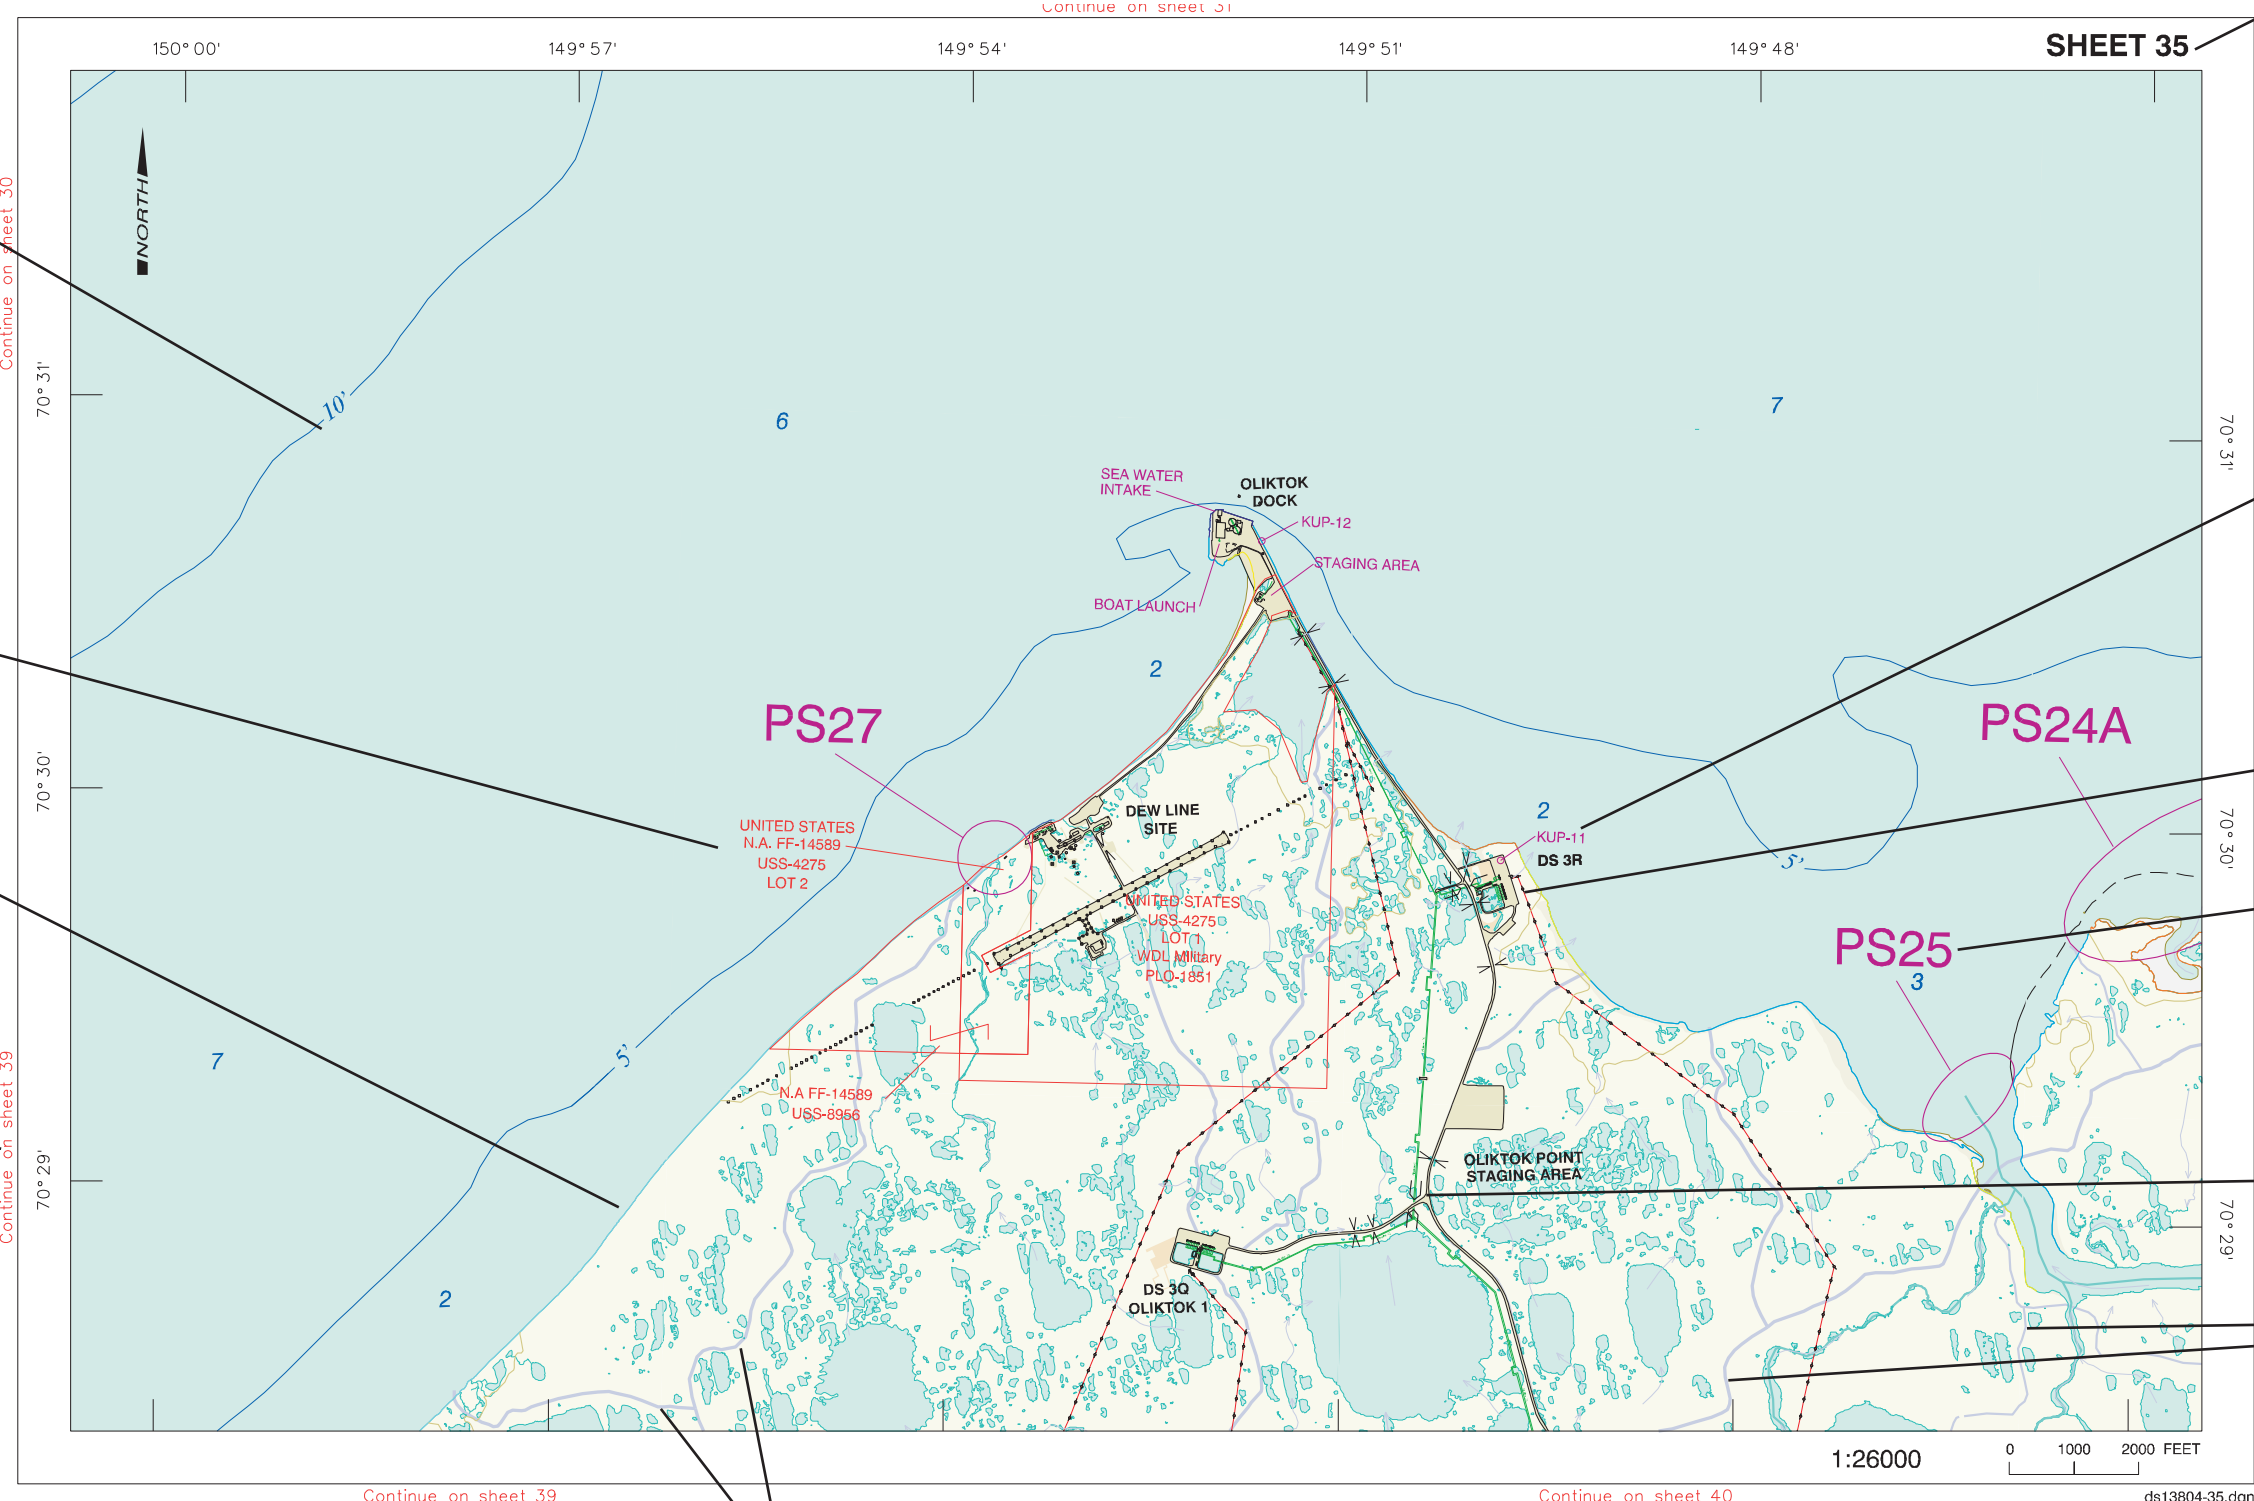 Continue on sheet 31
150° 00'
149° 57'
149° 54'
149° 51'
149° 48'
SHEET 35
NORTH
Continue on sheet 30
70° 31'
10'
6
7
70° 31'
SEA WATER
INTAKE
OLIKTOK
DOCK
KUP-12
STAGING AREA
BOAT LAUNCH
2
PS27
PS24A
70° 30'
DEW LINE
SITE
2
KUP-11
DS 3R
5'
70° 30'
UNITED STATES
N.A. FF-14589
USS-4275
LOT 2
UNITED STATES
USS-4275
LOT 1
WDL Military
PLO-1851
PS25
3
7
5'
Continue on sheet 39
N.A FF-14589
USS-8956
70° 29'
OLIKTOK POINT
STAGING AREA
70° 29'
DS 3Q
OLIKTOK 1
2
1:26000
0 1000 2000 FEET
Continue on sheet 39
Continue on sheet 40
ds13804-35.dgn